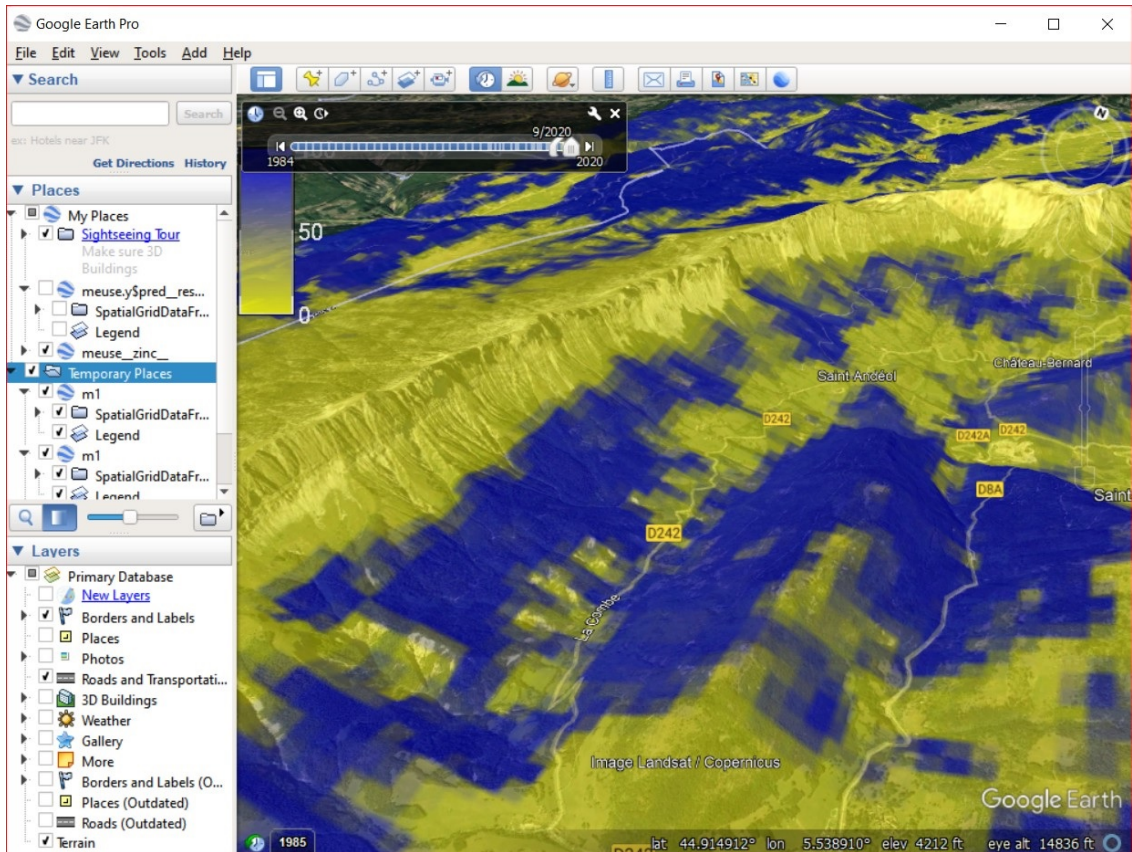 Google Earth Pro
File Edit View Tools Add Help
Search
Search
ex: Hotels near JFK
Get Directions History
Places
My Places
Sightseeing Tour
Make sure 3D
Buildings
meuse.y$pred__res...
SpatialGridDataFr...
Legend
meuse__zinc__
Temporary Places
m1
SpatialGridDataFr...
Legend
m1
SpatialGridDataFr...
Legend
Layers
Primary Database
New Layers
Borders and Labels
Places
Photos
Roads and Transportati...
3D Buildings
Weather
Gallery
More
Borders and Labels (O...
Places (Outdated)
Roads (Outdated)
Terrain
9/2020
1984 2020
50
0
N
Château-Bernard
Saint Andéol
D242
D242A D242
D8A
Saint
D242
La Combe
Image Landsat / Copernicus
Google Earth
1985
lat 44.914912° lon 5.538910° elev 4212 ft eye alt 14836 ft